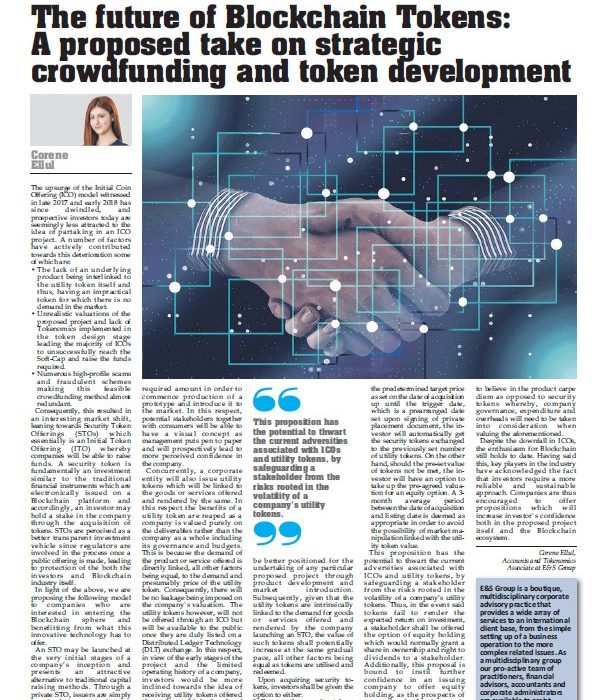 The future of Blockchain Tokens:
A proposed take on strategic
crowdfunding and token development
Corene
Ellul
The upsurge of the Initial Coin
Offering (ICO) model witnessed
in late 2017 and early 2018 has
since dwindled, and
prospective investors today are
seemingly less attracted to the
idea of partaking in an ICO
project. A number of factors
have actively contributed
towards this deterioration some
of which are:
• The lack of an underlying
product being interlinked to
the utility token itself and
thus, having an impractical
token for which there is no
demand in the market.
• Unrealistic valuations of the
proposed project and lack of
Tokenomics implemented in
the token design stage
leading the majority of ICOs
to unsuccessfully reach the
Soft-Cap and raise the funds
required.
• Numerous high-profile scams
and fraudulent schemes
making this feasible
crowdfunding method almost
redundant.
Consequently, this resulted in
an interesting market shift,
leaning towards Security Token
Offerings (STOs) which
essentially is an Initial Token
Offering (ITO) whereby
companies will be able to raise
funds. A security token is
fundamentally an investment
similar to the traditional
financial instruments which are
electronically issued on a
Blockchain platform and
accordingly, an investor may
hold a stake in the company
through the acquisition of
tokens. STOs are perceived as a
better transparent investment
vehicle since regulators are
involved in the process once a
public offering is made, leading
to protection of the both the
investors and Blockchain
industry itself.
In light of the above, we are
proposing the following model
to companies who are
interested in entering the
Blockchain sphere and
benefitting from what this
innovative technology has to
offer.
An STO may be launched at
the very initial stages of a
company's inception and
presents an attractive
alternative to traditional capital
raising methods. Through a
private STO, issuers are simply
required amount in order to
commence production of a
prototype and introduce it to
the market. In this respect,
potential stakeholders together
with consumers will be able to
have a visual concept as
management puts pen to paper
and will prospectively lead to
more perceived confidence in
the company.
Concurrently, a corporate
entity will also issue utility
tokens which will be linked to
the goods or services offered
and rendered by the same. In
this respect the benefits of a
utility token are reaped as a
company is valued purely on
the deliverables rather than the
company as a whole including
its governance and budgets.
This is because the demand of
the product or service offered is
directly linked, all other factors
being equal, to the demand and
presumably price of the utility
token. Consequently, there will
be no leakage being imposed on
the company's valuation. The
utility tokens however, will not
be offered through an ICO but
will be available to the public
once they are duly listed on a
Distributed Ledger Technology
(DLT) exchange. In this respect,
in view of the early stages of the
project and the limited
operating history of a company,
investors would be more
inclined towards the idea of
receiving utility tokens offered
“
This proposition has
the potential to thwart
the current adversities
associated with ICOs
and utility tokens, by
safeguarding a
stakeholder from the
risks rooted in the
volatility of a
company's utility
tokens.
”
be better positioned for the
undertaking of any particular
proposed project through
product development and
market introduction.
Subsequently, given that the
utility tokens are intrinsically
linked to the demand for goods
or services offered and
rendered by the company
launching an STO, the value of
such tokens shall potentially
increase at the same gradual
pace, all other factors being
equal as tokens are utilised and
redeemed.
Upon acquiring security to-
kens, investors shall be given the
option to either:
the predetermined target price
as set on the date of acquisition
up until the trigger date,
which is a prearranged date
set upon signing of private
placement document, the in-
vestor will automatically get
the security tokens exchanged
to the previously set number
of utility tokens. On the other
hand, should the pre-set value
of tokens not be met, the in-
vestor will have an option to
take up the pre-agreed valua-
tion for an equity option. A 3-
month average period
between the date of acquisition
and listing date is deemed as
appropriate in order to avoid
the possibility of market ma-
nipulation linked with the util-
ity token value.
This proposition has the
potential to thwart the current
adversities associated with
ICOs and utility tokens, by
safeguarding a stakeholder
from the risks rooted in the
volatility of a company's utility
tokens. Thus, in the event said
tokens fail to render the
expected return on investment,
a stakeholder shall be offered
the option of equity holding
which would normally grant a
share in ownership and right to
dividends to a stakeholder.
Additionally, this proposal is
bound to instil further
confidence in an issuing
company to offer equity
holding, as the prospects of
to believe in the product carpe
diem as opposed to security
tokens whereby, company
governance, expenditure and
overheads will need to be taken
into consideration when
valuing the aforementioned.
Despite the downfall in ICOs,
the enthusiasm for Blockchain
still holds to date. Having said
this, key players in the industry
have acknowledged the fact
that investors require a more
reliable and sustainable
approach. Companies are thus
encouraged to offer
propositions which will
increase investor's confidence
both in the proposed project
itself and the Blockchain
ecosystem.
Corene Ellul,
Accounts and Tokenomics
Associate at E&S Group
E&S Group is a boutique,
multidisciplinary corporate
advisory practice that
provides a wide array of
services to an international
client base, from the simple
setting up of a business
operation to the more
complex related issues. As
a multidisciplinary group
our pro-active team of
practitioners, financial
advisors, accountants and
corporate administrators